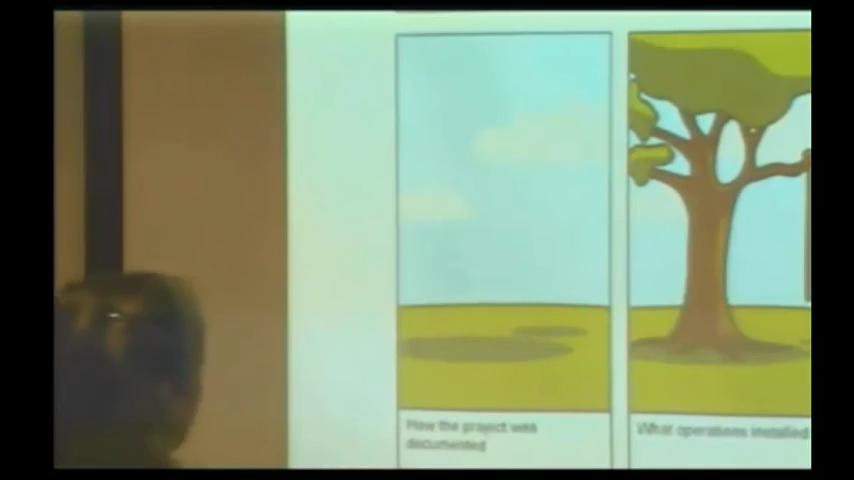 How the project was
documented
What operations installed